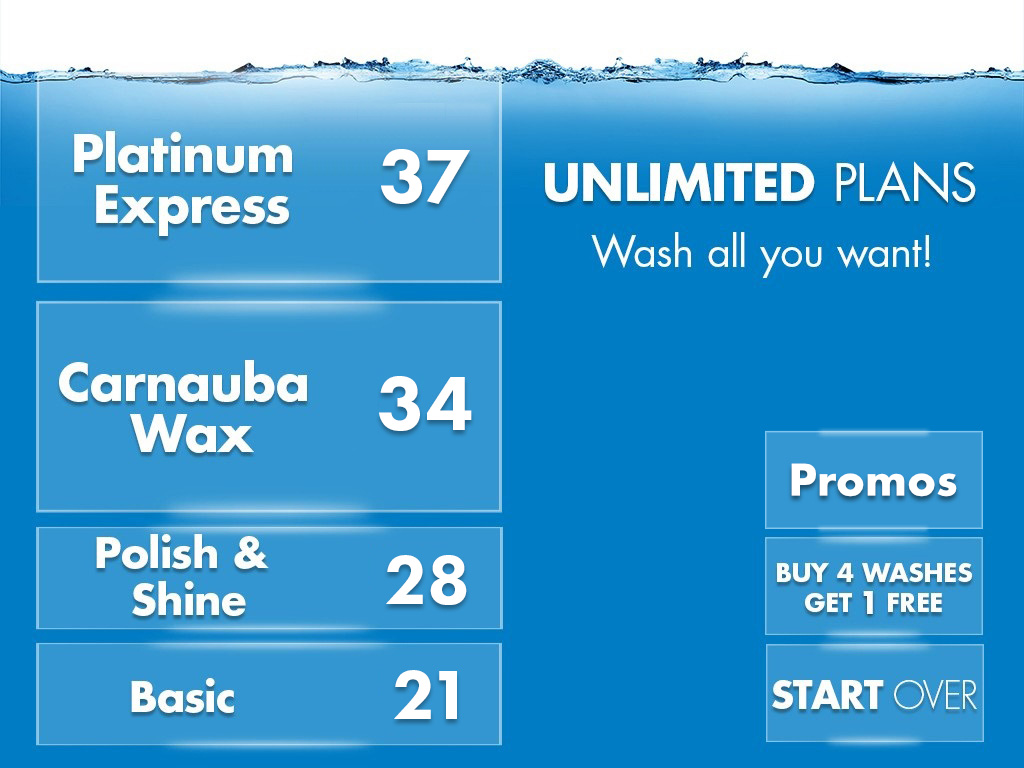 Platinum
Express
37
UNLIMITED PLANS
Wash all you want!
Carnauba
Wax
34
Polish &
Shine
28
Basic
21
Promos
BUY 4 WASHES
GET 1 FREE
START OVER